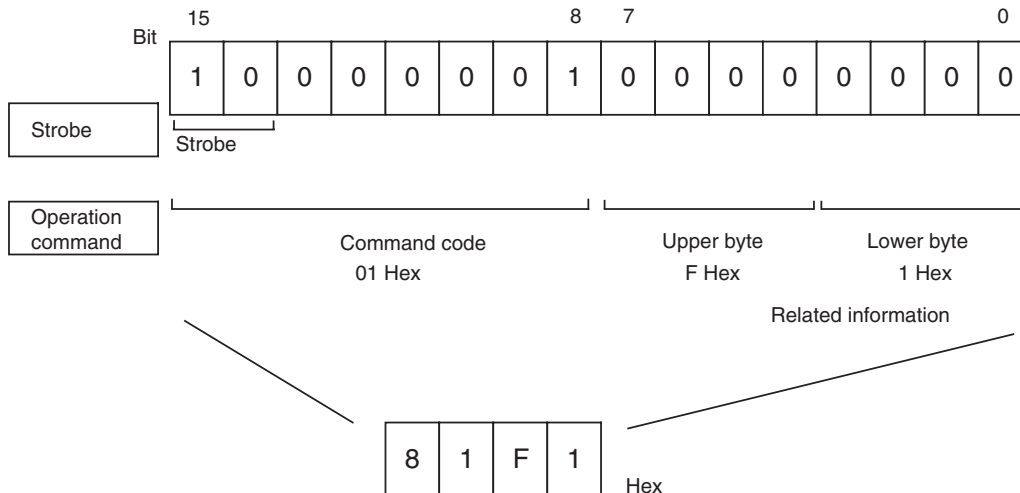 15 8 7 0
Bit
1 0 0 0 0 0 0 1 0 0 0 0 0 0 0 0
Strobe
Strobe
Operation
command
Command code Upper byte Lower byte
01 Hex F Hex 1 Hex
Related information
8 1 F 1
Hex